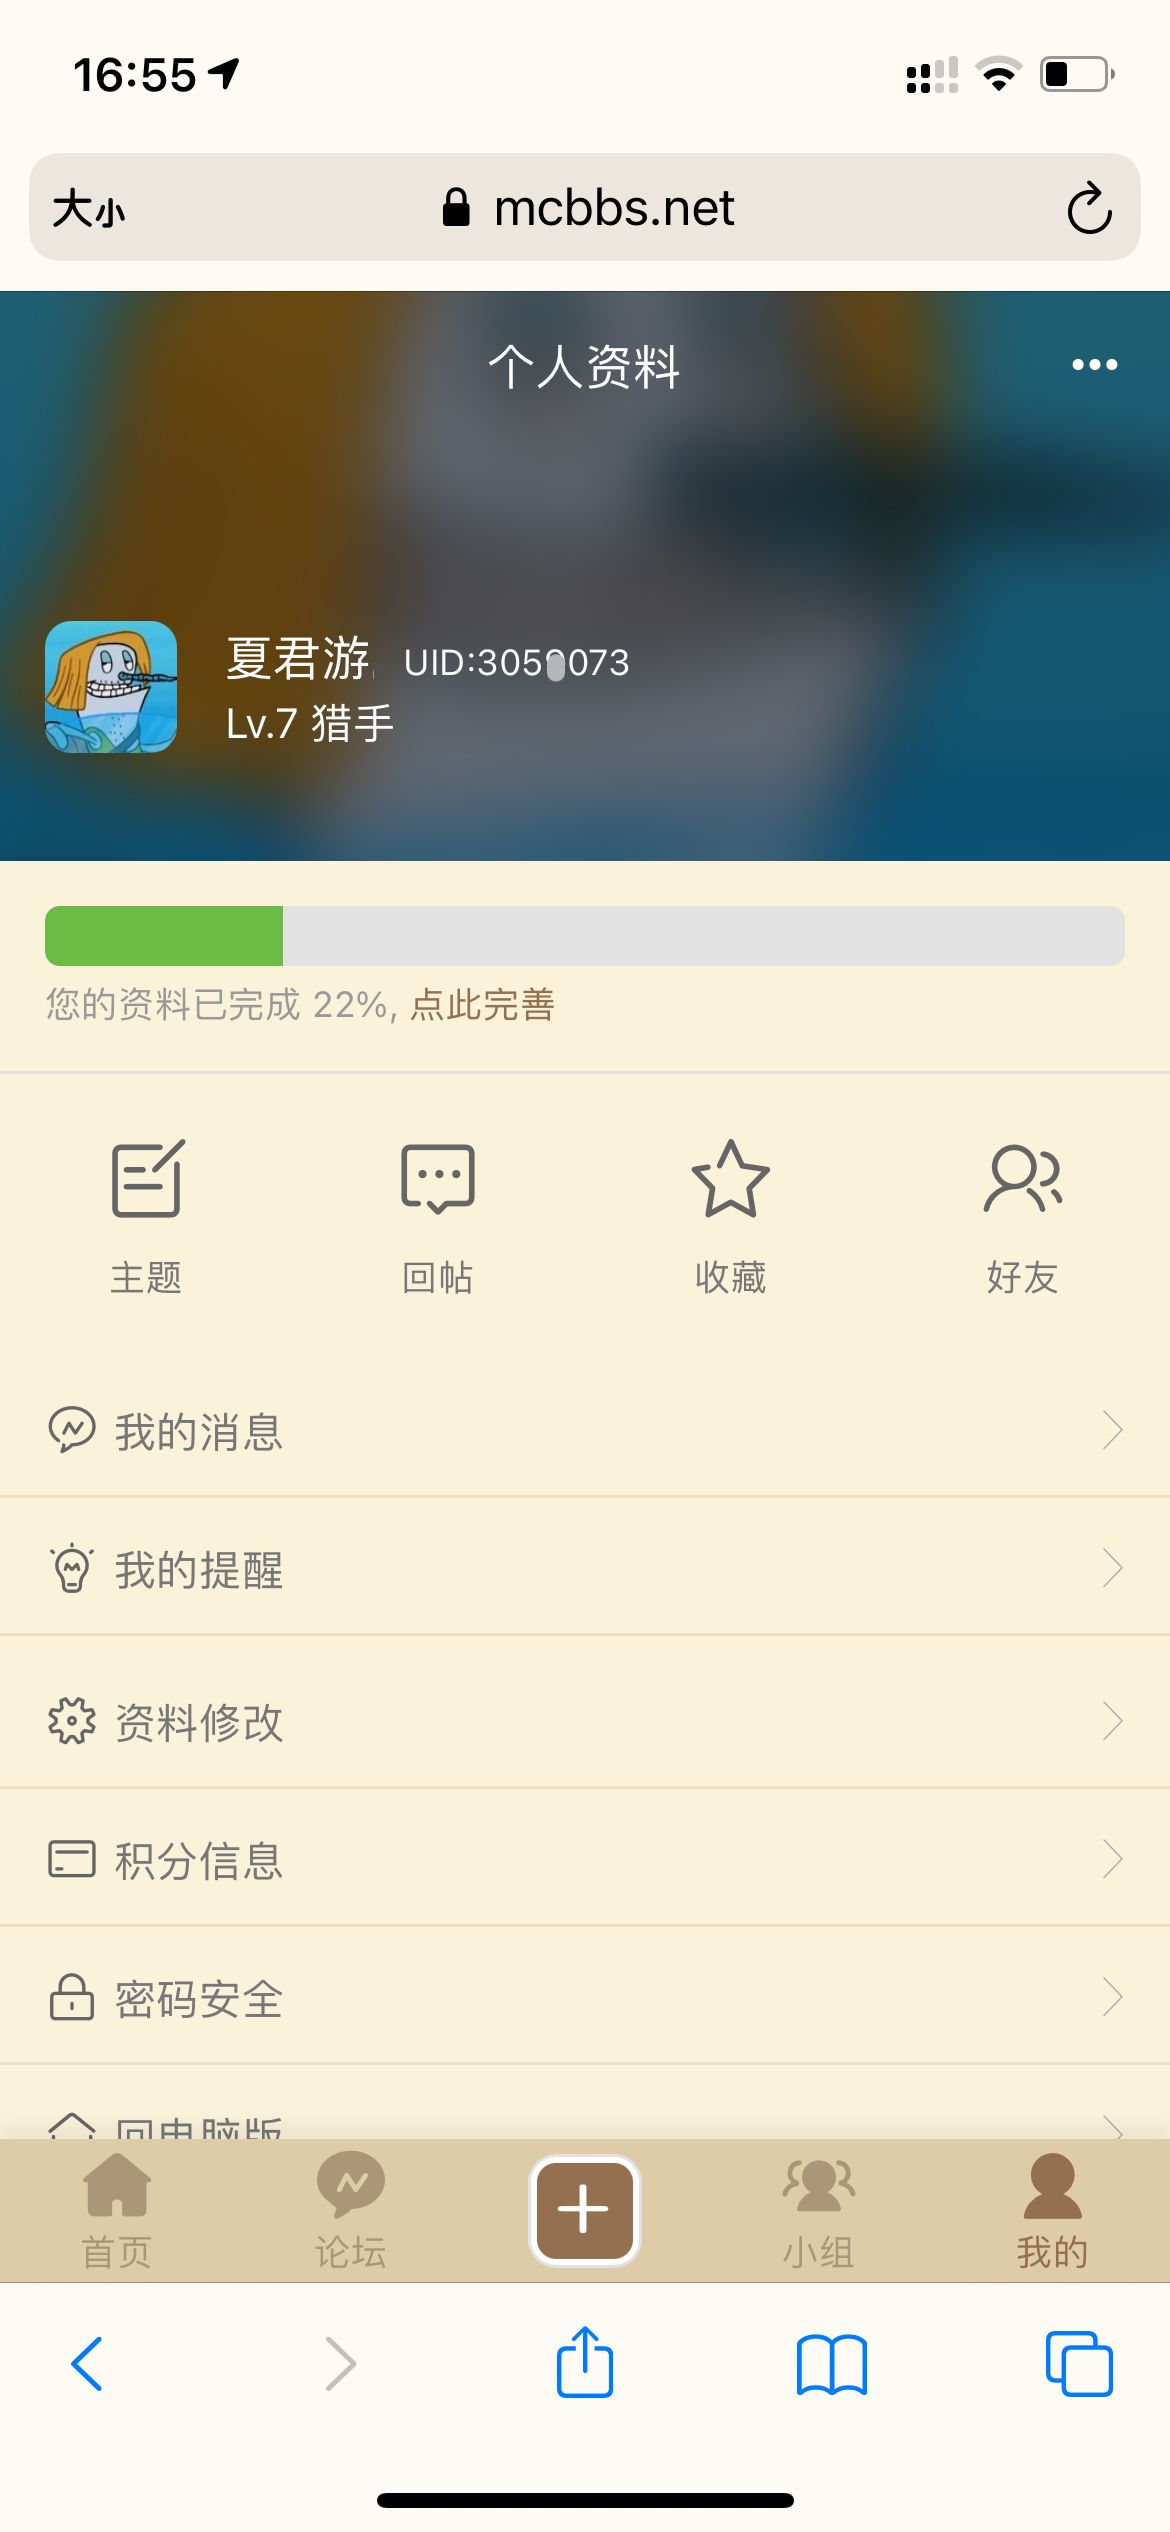 16:55
大小 mcbbs.net
个人资料
夏君游 UID:3059073
Lv.7 猎手
您的资料已完成 22%, 点此完善
主题 回帖 收藏 好友
我的消息
我的提醒
资料修改
积分信息
密码安全
回电脑版
首页 论坛 小组 我的